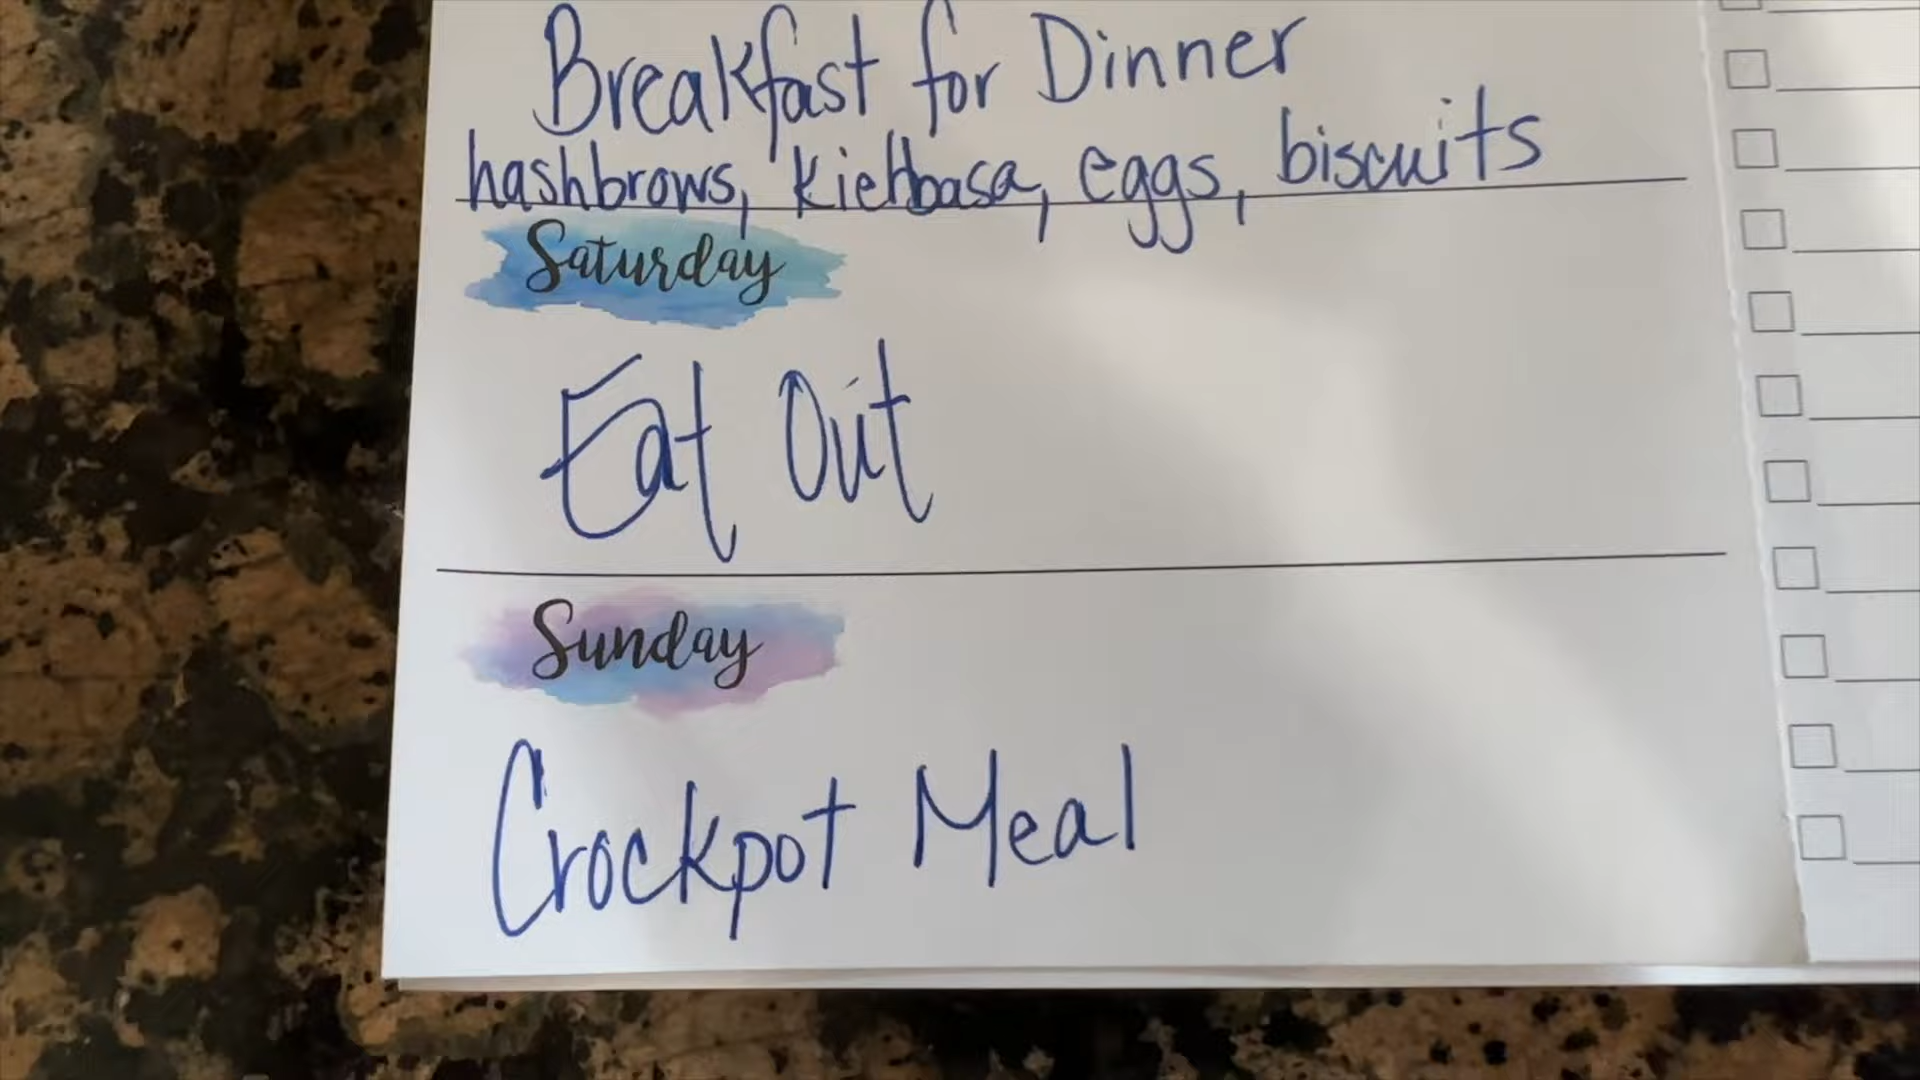 Breakfast for Dinner
hashbrows, Kielbasa, eggs, biscuits
Saturday
Eat Out
Sunday
Crockpot Meal